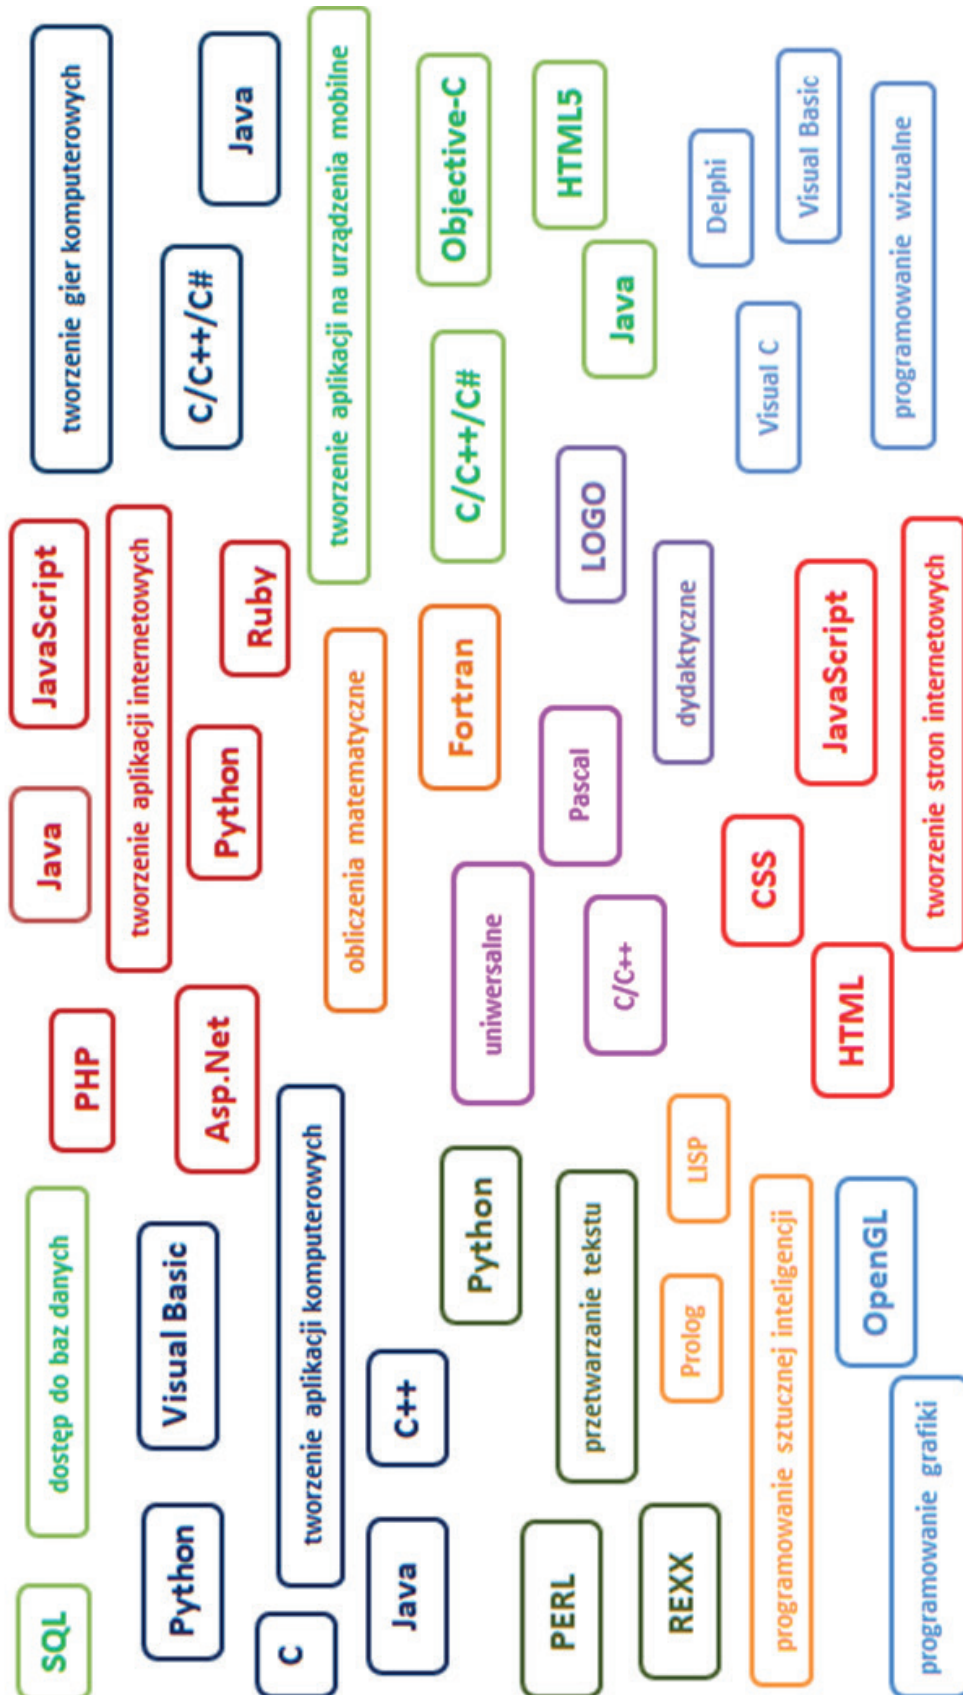 SQL
dostęp do baz danych
PHP
Java
JavaScript
tworzenie gier komputerowych
tworzenie aplikacji internetowych
Python
Visual Basic
Asp.Net
Python
Ruby
C/C++/C#
Java
C
tworzenie aplikacji komputerowych
obliczenia matematyczne
tworzenie aplikacji na urządzenia mobilne
Java
C++
Fortran
C/C++/C#
Objective-C
Python
uniwersalne
Pascal
LOGO
Java
HTML5
PERL
przetwarzanie tekstu
C/C++
dydaktyczne
REXX
Prolog
LISP
Delphi
CSS
Visual C
Visual Basic
programowanie sztucznej inteligencji
JavaScript
OpenGL
HTML
programowanie wizualne
programowanie grafiki
tworzenie stron internetowych